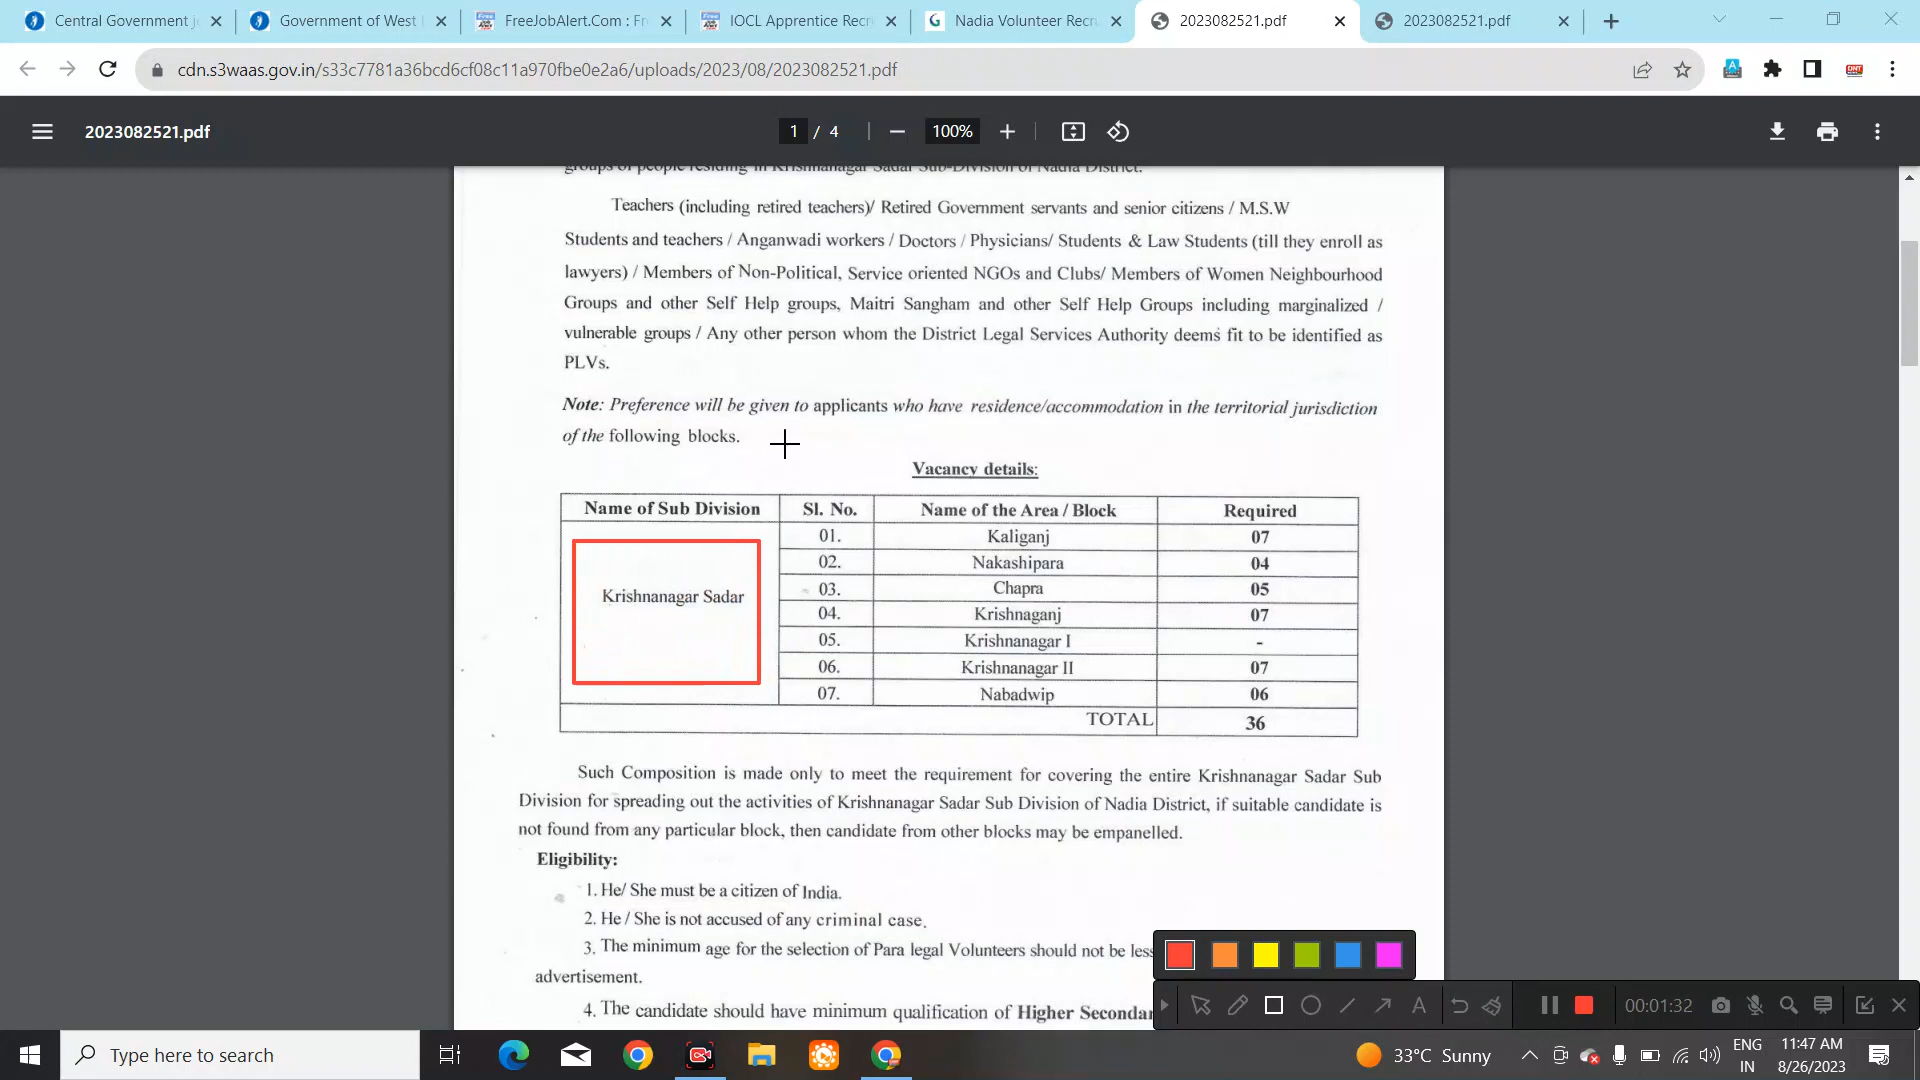 Central Government j
Government of West
FreeJobAlert.Com : Fr
IOCL Apprentice Recr
Nadia Volunteer Recru
2023082521.pdf
2023082521.pdf
cdn.s3waas.gov.in/s33c7781a36bcd6cf08c11a970fbe0e2a6/uploads/2023/08/2023082521.pdf
2023082521.pdf
1 / 4
100%
groups of people residing in Krishnanagar Sadar Sub-Division of Nadia District.
Teachers (including retired teachers)/ Retired Government servants and senior citizens / M.S.W
Students and teachers / Anganwadi workers / Doctors / Physicians/ Students & Law Students (till they enroll as
lawyers) / Members of Non-Political, Service oriented NGOs and Clubs/ Members of Women Neighbourhood
Groups and other Self Help groups, Maitri Sangham and other Self Help Groups including marginalized /
vulnerable groups / Any other person whom the District Legal Services Authority deems fit to be identified as
PLVs.
Note: Preference will be given to applicants who have residence/accommodation in the territorial jurisdiction
of the following blocks.
Vacancy details:
Name of Sub Division Sl. No. Name of the Area / Block Required
01. Kaliganj 07
02. Nakashipara 04
Krishnanagar Sadar 03. Chapra 05
04. Krishnaganj 07
05. Krishnanagar I -
06. Krishnanagar II 07
07. Nabadwip 06
TOTAL 36
Such Composition is made only to meet the requirement for covering the entire Krishnanagar Sadar Sub
Division for spreading out the activities of Krishnanagar Sadar Sub Division of Nadia District, if suitable candidate is
not found from any particular block, then candidate from other blocks may be empanelled.
Eligibility:
1. He/ She must be a citizen of India.
2. He / She is not accused of any criminal case.
3. The minimum age for the selection of Para legal Volunteers should not be less
advertisement.
4. The candidate should have minimum qualification of Higher Secondar
A
00:01:32
Type here to search
33°C Sunny
ENG
IN
11:47 AM
8/26/2023